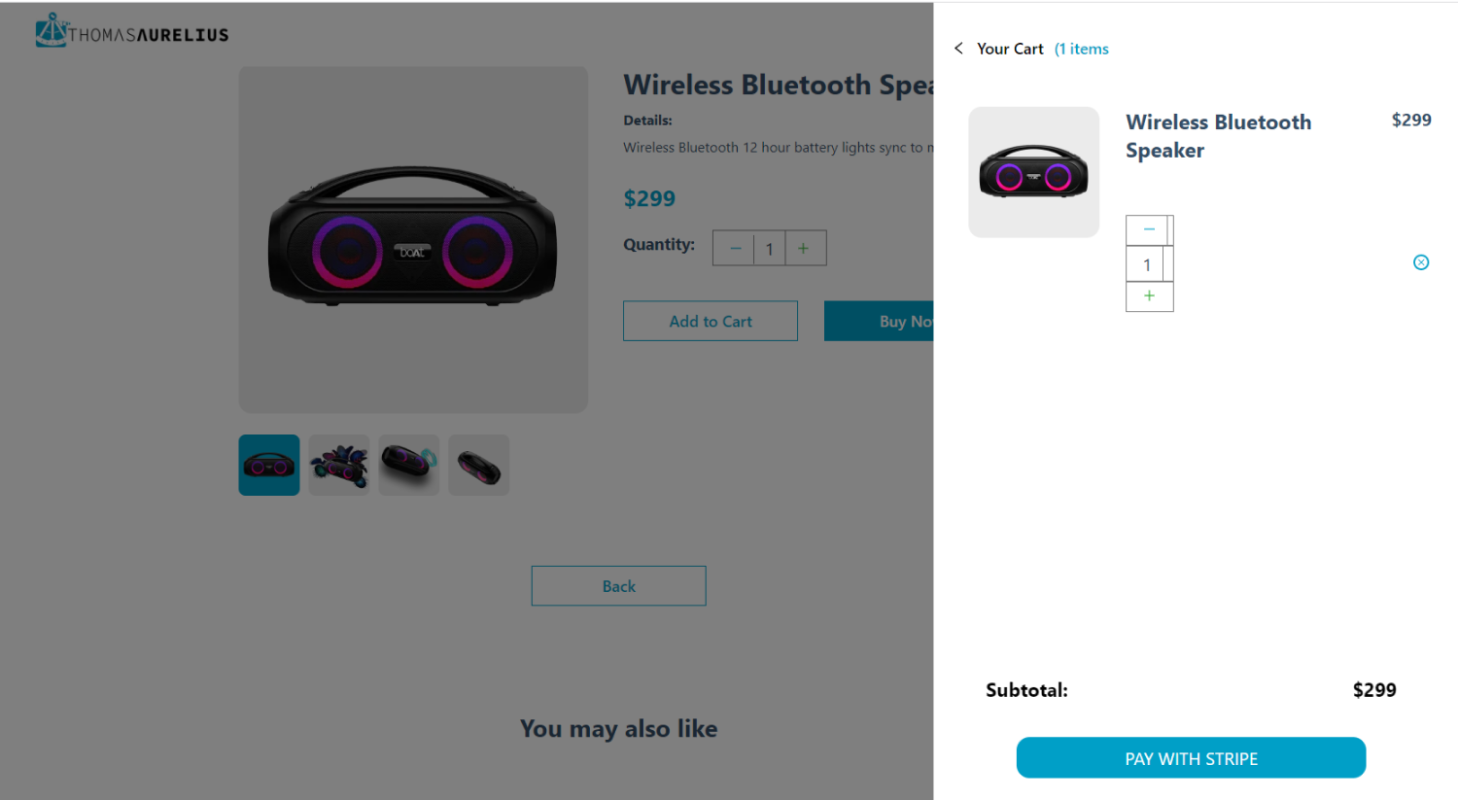 THOMASAURELIUS
Wireless Bluetooth Spea
Details:
Wireless Bluetooth 12 hour battery lights sync to m
$299
Quantity:
− 1 +
Add to Cart
Buy No
Back
You may also like
Your Cart (1 items
Wireless Bluetooth
Speaker
$299
−
1
+
Subtotal:
$299
PAY WITH STRIPE